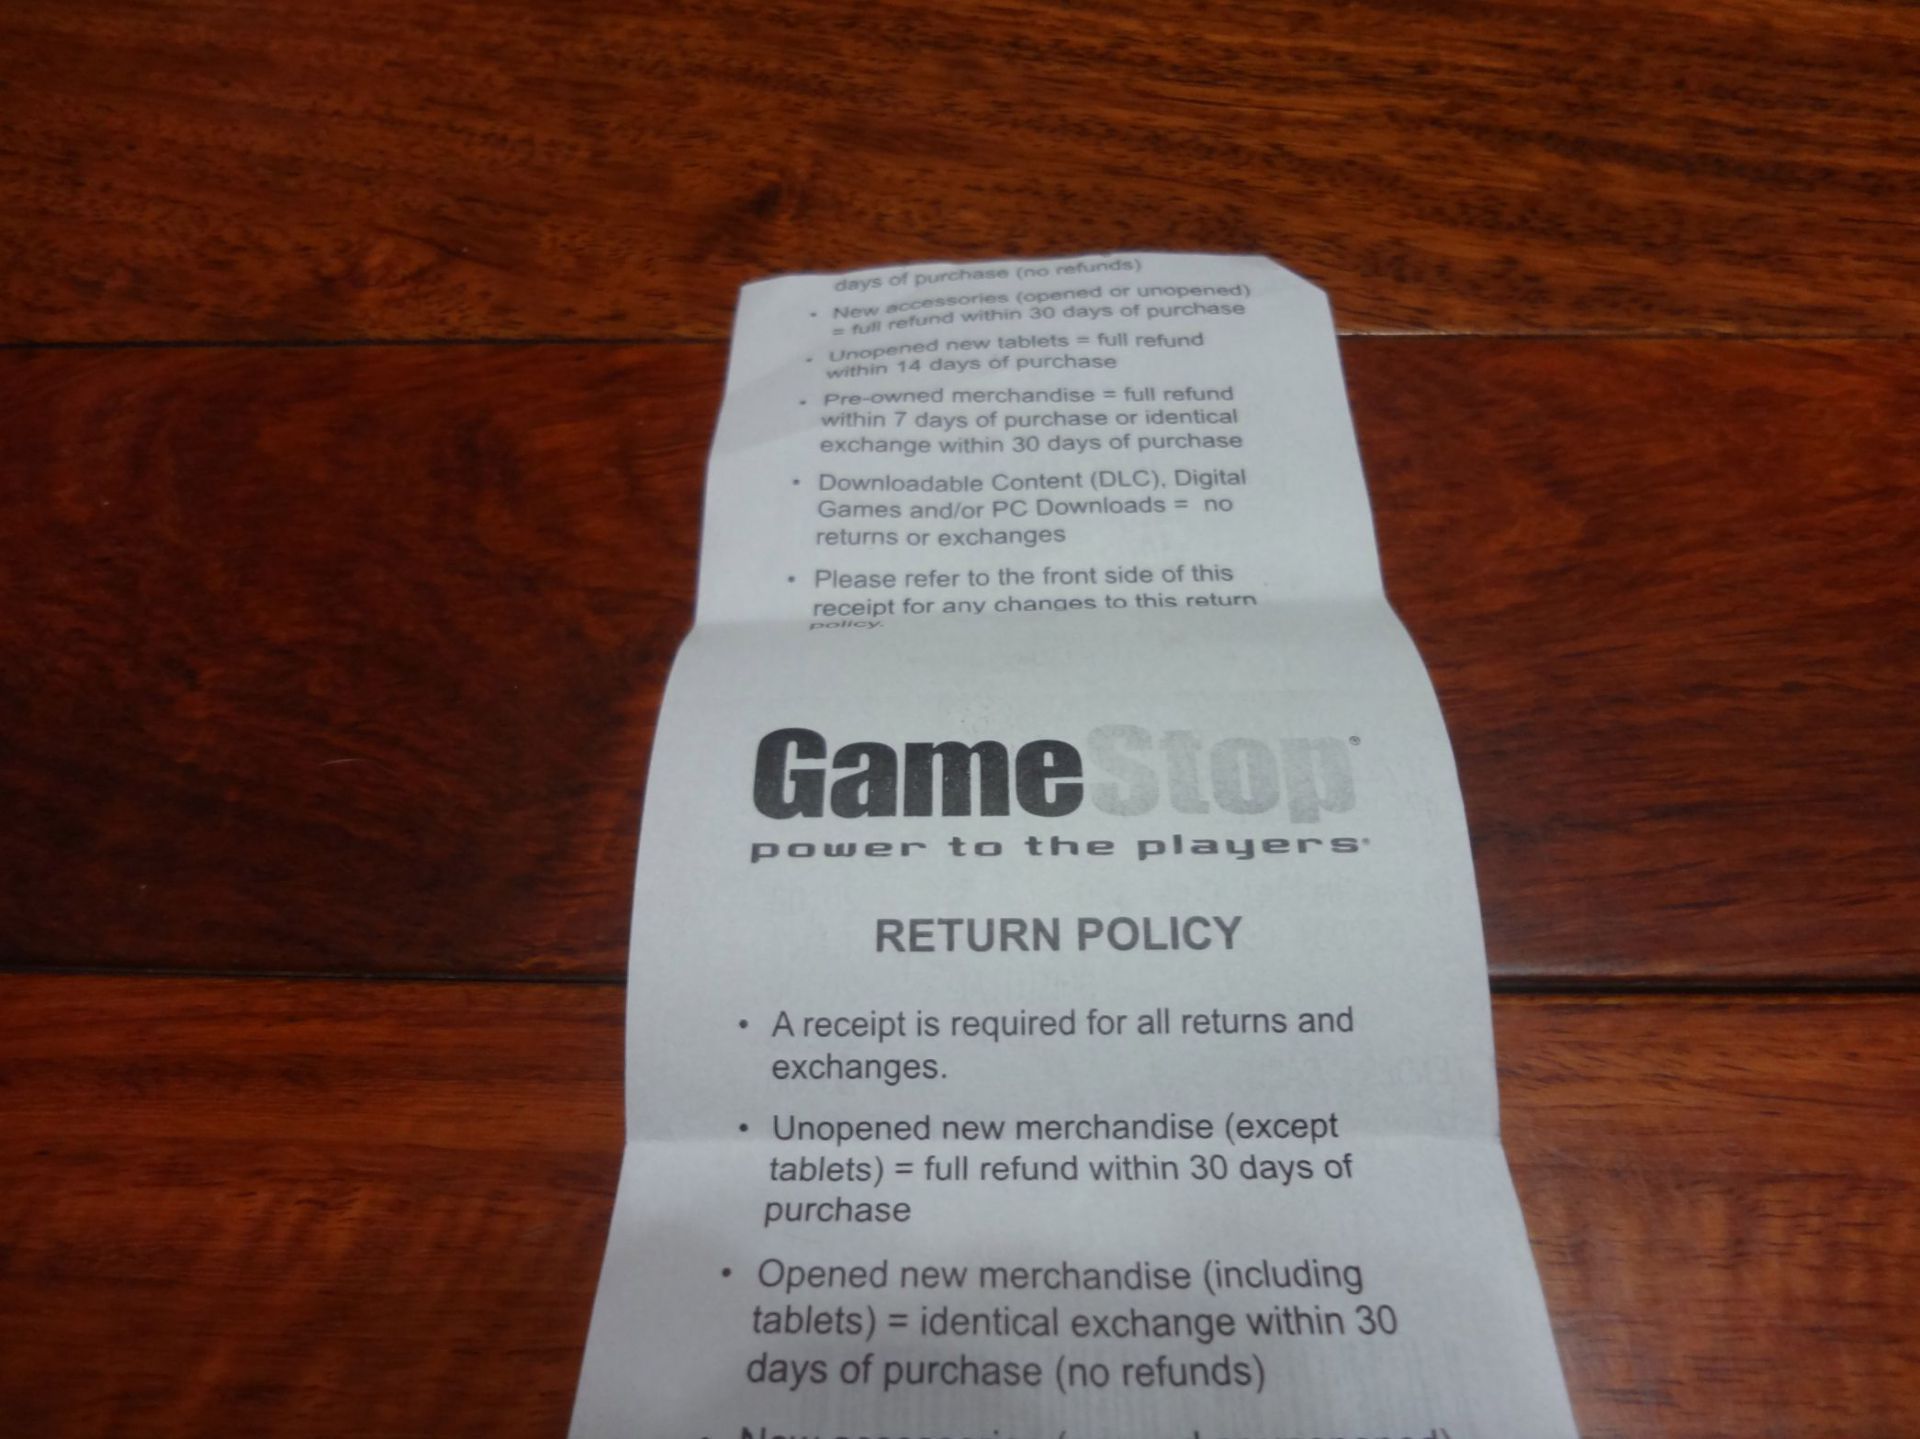 days of purchase (no refunds)
• New accessories (opened or unopened)
= full refund within 30 days of purchase
• Unopened new tablets = full refund
within 14 days of purchase
• Pre-owned merchandise = full refund
within 7 days of purchase or identical
exchange within 30 days of purchase
• Downloadable Content (DLC), Digital
Games and/or PC Downloads = no
returns or exchanges
• Please refer to the front side of this
receipt for any changes to this return
policy.
GameStop®
power to the players®
RETURN POLICY
• A receipt is required for all returns and
exchanges.
• Unopened new merchandise (except
tablets) = full refund within 30 days of
purchase
• Opened new merchandise (including
tablets) = identical exchange within 30
days of purchase (no refunds)
• New accessories (opened or unopened)